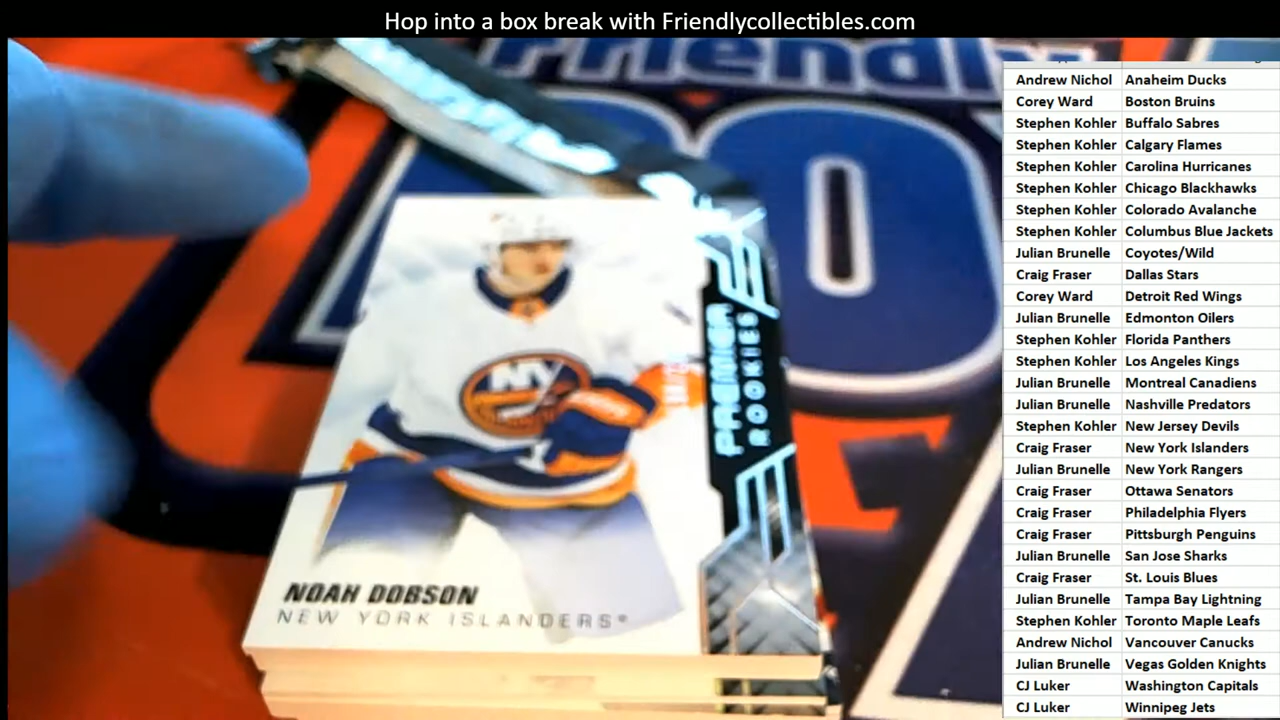 Hop into a box break with Friendlycollectibles.com
Friendly
NY
PREMIER
ROOKIES
NOAH DOBSON
NEW YORK ISLANDERS®
Andrew Nichol Anaheim Ducks
Corey Ward Boston Bruins
Stephen Kohler Buffalo Sabres
Stephen Kohler Calgary Flames
Stephen Kohler Carolina Hurricanes
Stephen Kohler Chicago Blackhawks
Stephen Kohler Colorado Avalanche
Stephen Kohler Columbus Blue Jackets
Julian Brunelle Coyotes/Wild
Craig Fraser Dallas Stars
Corey Ward Detroit Red Wings
Julian Brunelle Edmonton Oilers
Stephen Kohler Florida Panthers
Stephen Kohler Los Angeles Kings
Julian Brunelle Montreal Canadiens
Julian Brunelle Nashville Predators
Stephen Kohler New Jersey Devils
Craig Fraser New York Islanders
Julian Brunelle New York Rangers
Craig Fraser Ottawa Senators
Craig Fraser Philadelphia Flyers
Craig Fraser Pittsburgh Penguins
Julian Brunelle San Jose Sharks
Craig Fraser St. Louis Blues
Julian Brunelle Tampa Bay Lightning
Stephen Kohler Toronto Maple Leafs
Andrew Nichol Vancouver Canucks
Julian Brunelle Vegas Golden Knights
CJ Luker Washington Capitals
CJ Luker Winnipeg Jets